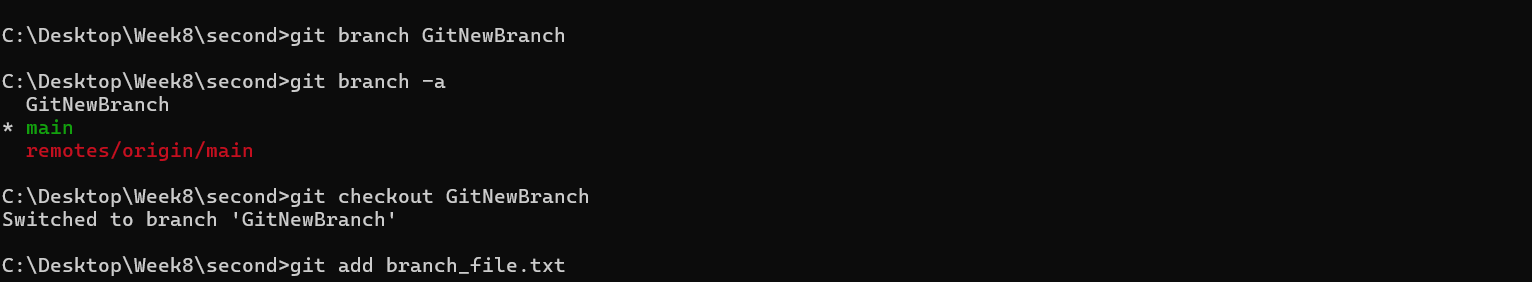 C:\Desktop\Week8\second>git branch GitNewBranch
C:\Desktop\Week8\second>git branch -a
GitNewBranch
* main
remotes/origin/main
C:\Desktop\Week8\second>git checkout GitNewBranch
Switched to branch 'GitNewBranch'
C:\Desktop\Week8\second>git add branch_file.txt